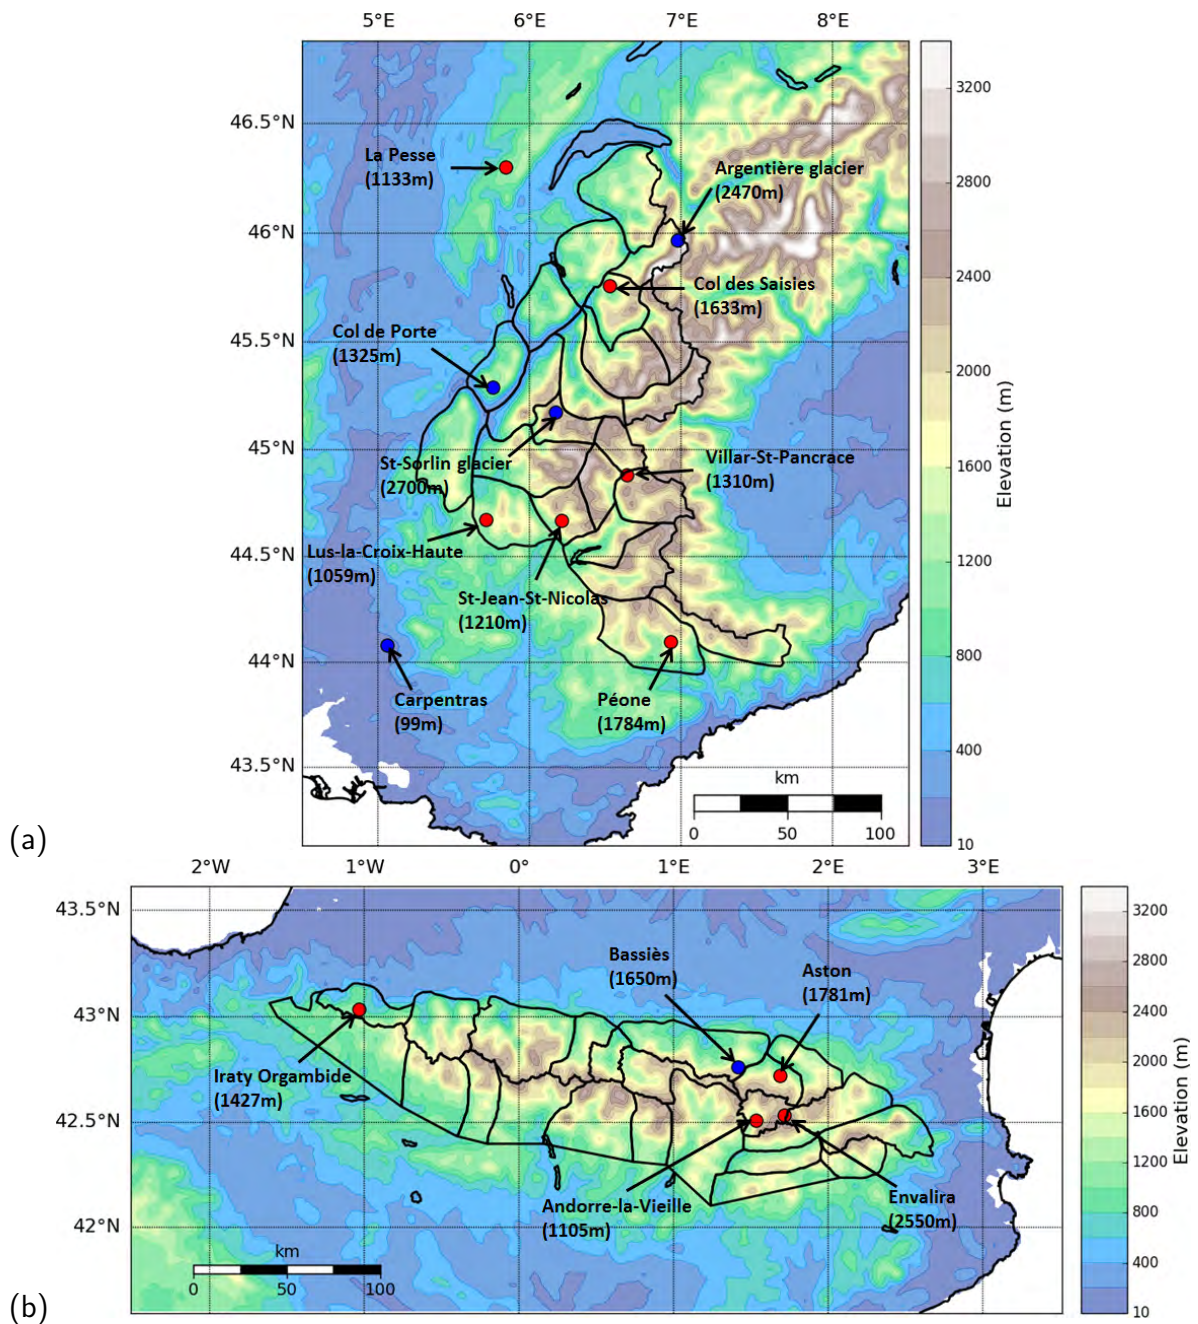 5°E 6°E 7°E 8°E
46.5°N
46°N
45.5°N
45°N
44.5°N
44°N
43.5°N
La Pesse
(1133m)
Argentière glacier
(2470m)
Col des Saisies
(1633m)
Col de Porte
(1325m)
St-Sorlin glacier
(2700m)
Villar-St-Pancrace
(1310m)
Lus-la-Croix-Haute
(1059m)
St-Jean-St-Nicolas
(1210m)
Carpentras
(99m)
Péone
(1784m)
km
0 50 100
3200
2800
2400
2000
1600
1200
800
400
10
Elevation (m)
(a)
2°W 1°W 0° 1°E 2°E 3°E
43.5°N
43°N
42.5°N
42°N
Bassiès
(1650m)
Aston
(1781m)
Iraty Orgambide
(1427m)
Andorre-la-Vieille
(1105m)
Envalira
(2550m)
km
0 50 100
3200
2800
2400
2000
1600
1200
800
400
10
Elevation (m)
(b)